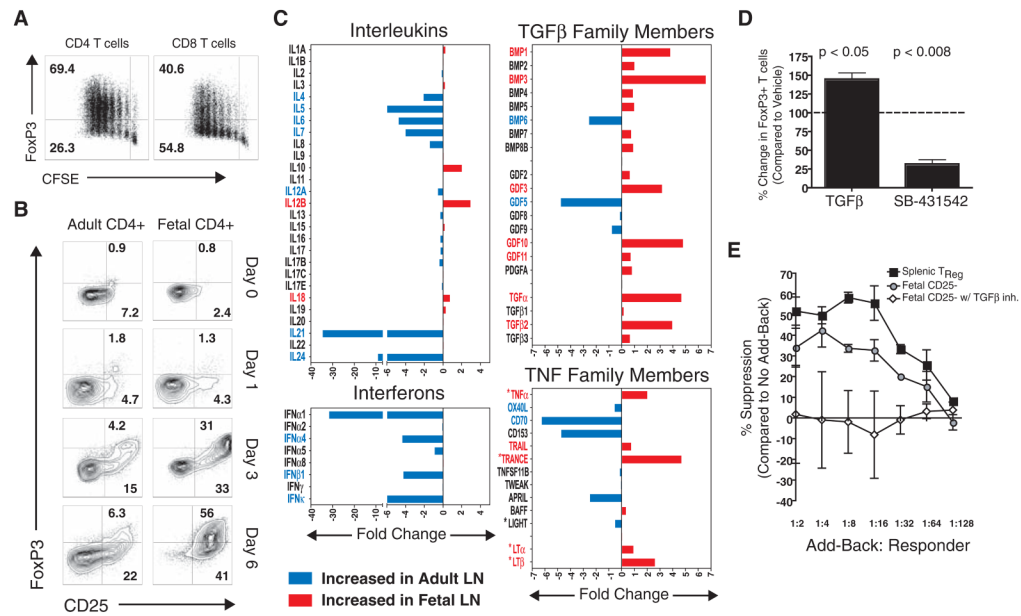 A
CD4 T cells
CD8 T cells
69.4
40.6
26.3
54.8
FoxP3
CFSE
B
Adult CD4+
Fetal CD4+
0.9
0.8
7.2
2.4
Day 0
1.8
1.3
4.7
4.3
Day 1
4.2
31
15
33
Day 3
6.3
56
22
41
Day 6
FoxP3
CD25
C
Interleukins
IL1A
IL1B
IL2
IL3
IL4
IL5
IL6
IL7
IL8
IL9
IL10
IL11
IL12A
IL12B
IL13
IL15
IL16
IL17
IL17B
IL17C
IL17E
IL18
IL19
IL20
IL21
IL22
IL24
-40 -30 -20 -10 -6 -4 -2 0 2 4 6
Interferons
IFNα1
IFNα2
IFNα4
IFNα5
IFNα8
IFNβ1
IFNγ
IFNκ
-40 -30 -20 -10 -6 -4 -2 0 2 4 6
Fold Change
TGFβ Family Members
BMP1
BMP2
BMP3
BMP4
BMP5
BMP6
BMP7
BMP8B
GDF2
GDF3
GDF5
GDF8
GDF9
GDF10
GDF11
PDGFA
TGFα
TGFβ1
TGFβ2
TGFβ3
-7 -6 -5 -4 -3 -2 -1 0 1 2 3 4 5 6 7
TNF Family Members
*TNFα
OX40L
CD70
CD153
TRAIL
*TRANCE
TNFSF11B
TWEAK
APRIL
BAFF
* LIGHT
*LTα
*LTβ
-7 -6 -5 -4 -3 -2 -1 0 1 2 3 4 5 6 7
Fold Change
Increased in Adult LN
Increased in Fetal LN
D
p < 0.05 p < 0.008
% Change in FoxP3+ T cells
(Compared to Vehicle)
175
150
125
100
75
50
25
0
TGFβ
SB-431542
E
Splenic TReg
Fetal CD25-
Fetal CD25- w/ TGFβ inh.
% Suppression
(Compared to No Add-Back)
70
60
50
40
30
20
10
0
-10
-20
-30
-40
1:2 1:4 1:8 1:16 1:32 1:64 1:128
Add-Back: Responder